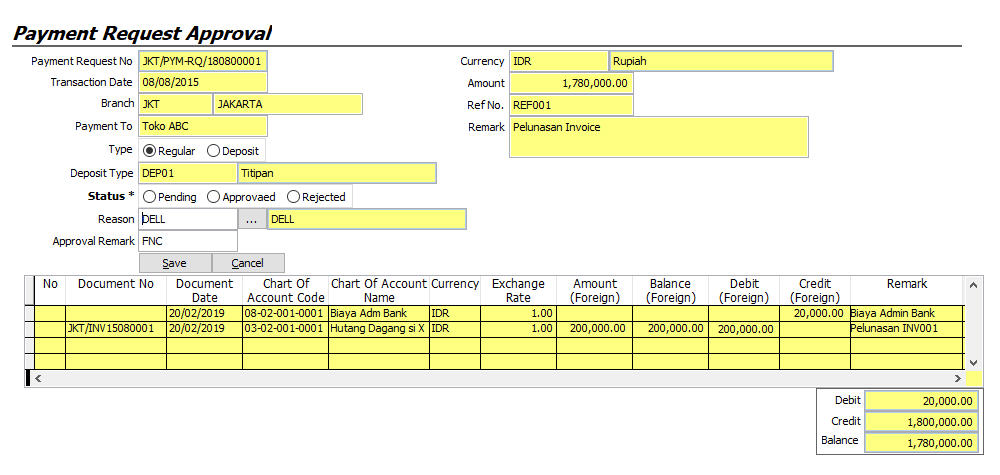 Payment Request Approval
Payment Request No JKT/PYM-RQ/180800001 Currency IDR Rupiah
Transaction Date 08/08/2015 Amount 1,780,000.00
Branch JKT JAKARTA Ref No. REF001
Payment To Toko ABC Remark Pelunasan Invoice
Type Regular Deposit
Deposit Type DEP01 Titipan
Status * Pending Approvaed Rejected
Reason DELL ... DELL
Approval Remark FNC
Save Cancel
No Document No Document Date Chart Of Account Code Chart Of Account Name Currency Exchange Rate Amount (Foreign) Balance (Foreign) Debit (Foreign) Credit (Foreign) Remark
20/02/2019 08-02-001-0001 Biaya Adm Bank IDR 1.00 20,000.00 Biaya Admin Bank
JKT/INV15080001 20/02/2019 03-02-001-0001 Hutang Dagang si X IDR 1.00 200,000.00 200,000.00 200,000.00 Pelunasan INV001
Debit 20,000.00
Credit 1,800,000.00
Balance 1,780,000.00